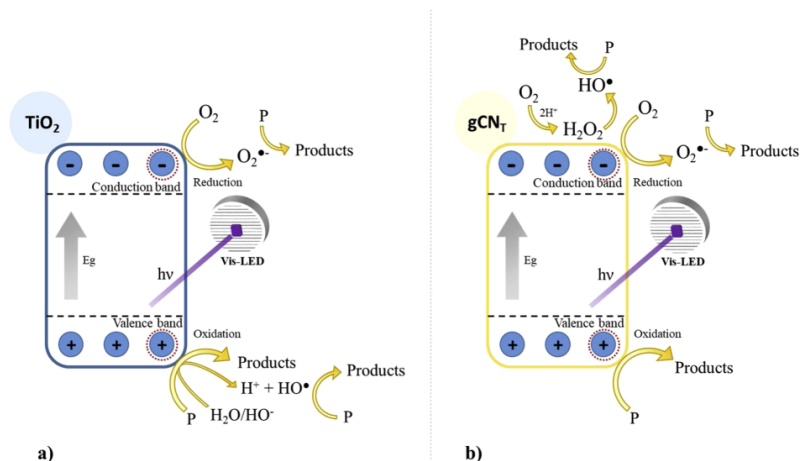 TiO₂
O₂
P
O₂•-
Products
Conduction band
Reduction
Eg
hν
Vis-LED
Valence band
Oxidation
Products
H⁺ + HO•
Products
P
H₂O/HO⁻
P
a)
Products
P
HO•
O₂
2H⁺
H₂O₂
gCN_T
O₂
P
O₂•-
Products
Conduction band
Reduction
Eg
hν
Vis-LED
Valence band
Oxidation
Products
P
b)